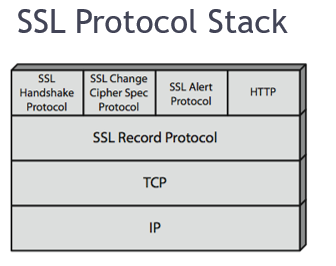 SSL Protocol Stack
SSL
Handshake
Protocol
SSL Change
Cipher Spec
Protocol
SSL Alert
Protocol
HTTP
SSL Record Protocol
TCP
IP